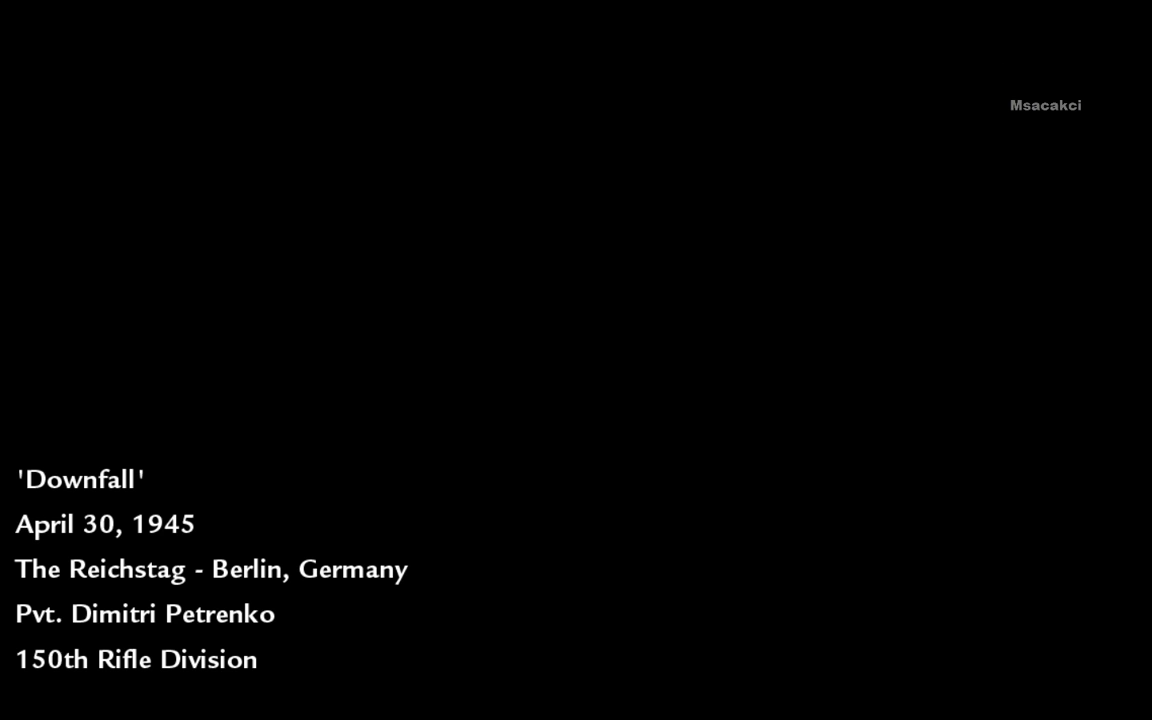 Msacakci
'Downfall'
April 30, 1945
The Reichstag - Berlin, Germany
Pvt. Dimitri Petrenko
150th Rifle Division